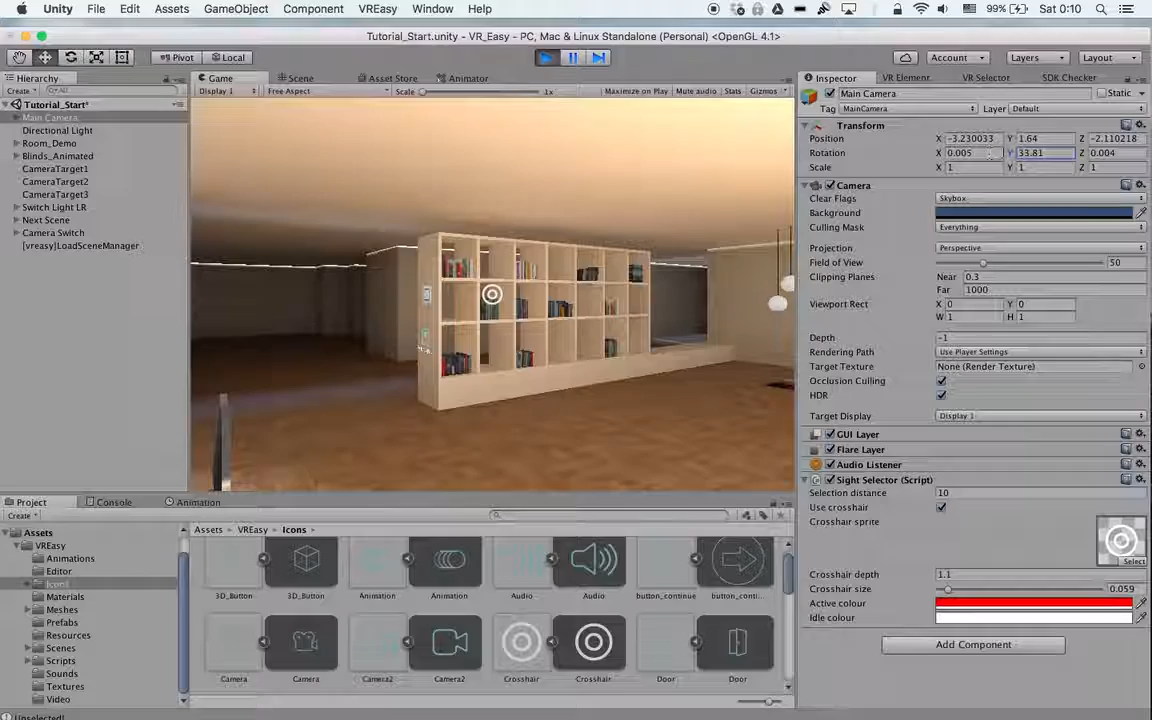 Unity File Edit Assets GameObject Component VREasy Window Help 99% Sat 0:10
Tutorial_Start.unity - VR_Easy - PC, Mac & Linux Standalone (Personal) <OpenGL 4.1>
Pivot Local Account Layers Layout
Hierarchy Game Scene Asset Store Animator Inspector VR Element VR Selector SDK Checker
Create All Display 1 Free Aspect Scale 1x Maximize on Play Mute audio Stats Gizmos
Main Camera Static
Tag MainCamera Layer Default
Tutorial_Start*
Main Camera
Directional Light
Room_Demo
Blinds_Animated
CameraTarget1
CameraTarget2
CameraTarget3
Switch Light LR
Next Scene
Camera Switch
[vreasy]LoadSceneManager
Transform
Position X -3.230033 Y 1.64 Z -2.110218
Rotation X 0.005 Y 33.81 Z 0.004
Scale X 1 Y 1 Z 1
Camera
Clear Flags Skybox
Background
Culling Mask Everything
Projection Perspective
Field of View 50
Clipping Planes Near 0.3
Far 1000
Viewport Rect X 0 Y 0
W 1 H 1
Depth -1
Rendering Path Use Player Settings
Target Texture None (Render Texture)
Occlusion Culling
HDR
Target Display Display 1
GUI Layer
Flare Layer
Audio Listener
Sight Selector (Script)
Selection distance 10
Use crosshair
Crosshair sprite
Select
Crosshair depth 1.1
Crosshair size 0.059
Active colour
Idle colour
Add Component
Project Console Animation
Create
Assets
VREasy
Animations
Editor
Icons
Materials
Meshes
Prefabs
Resources
Scenes
Scripts
Sounds
Textures
Video
Assets VREasy Icons
3D_Button 3D_Button Animation Animation Audio Audio button_continue button_conti...
Camera Camera Camera2 Camera2 Crosshair Crosshair Door Door
Unselected!